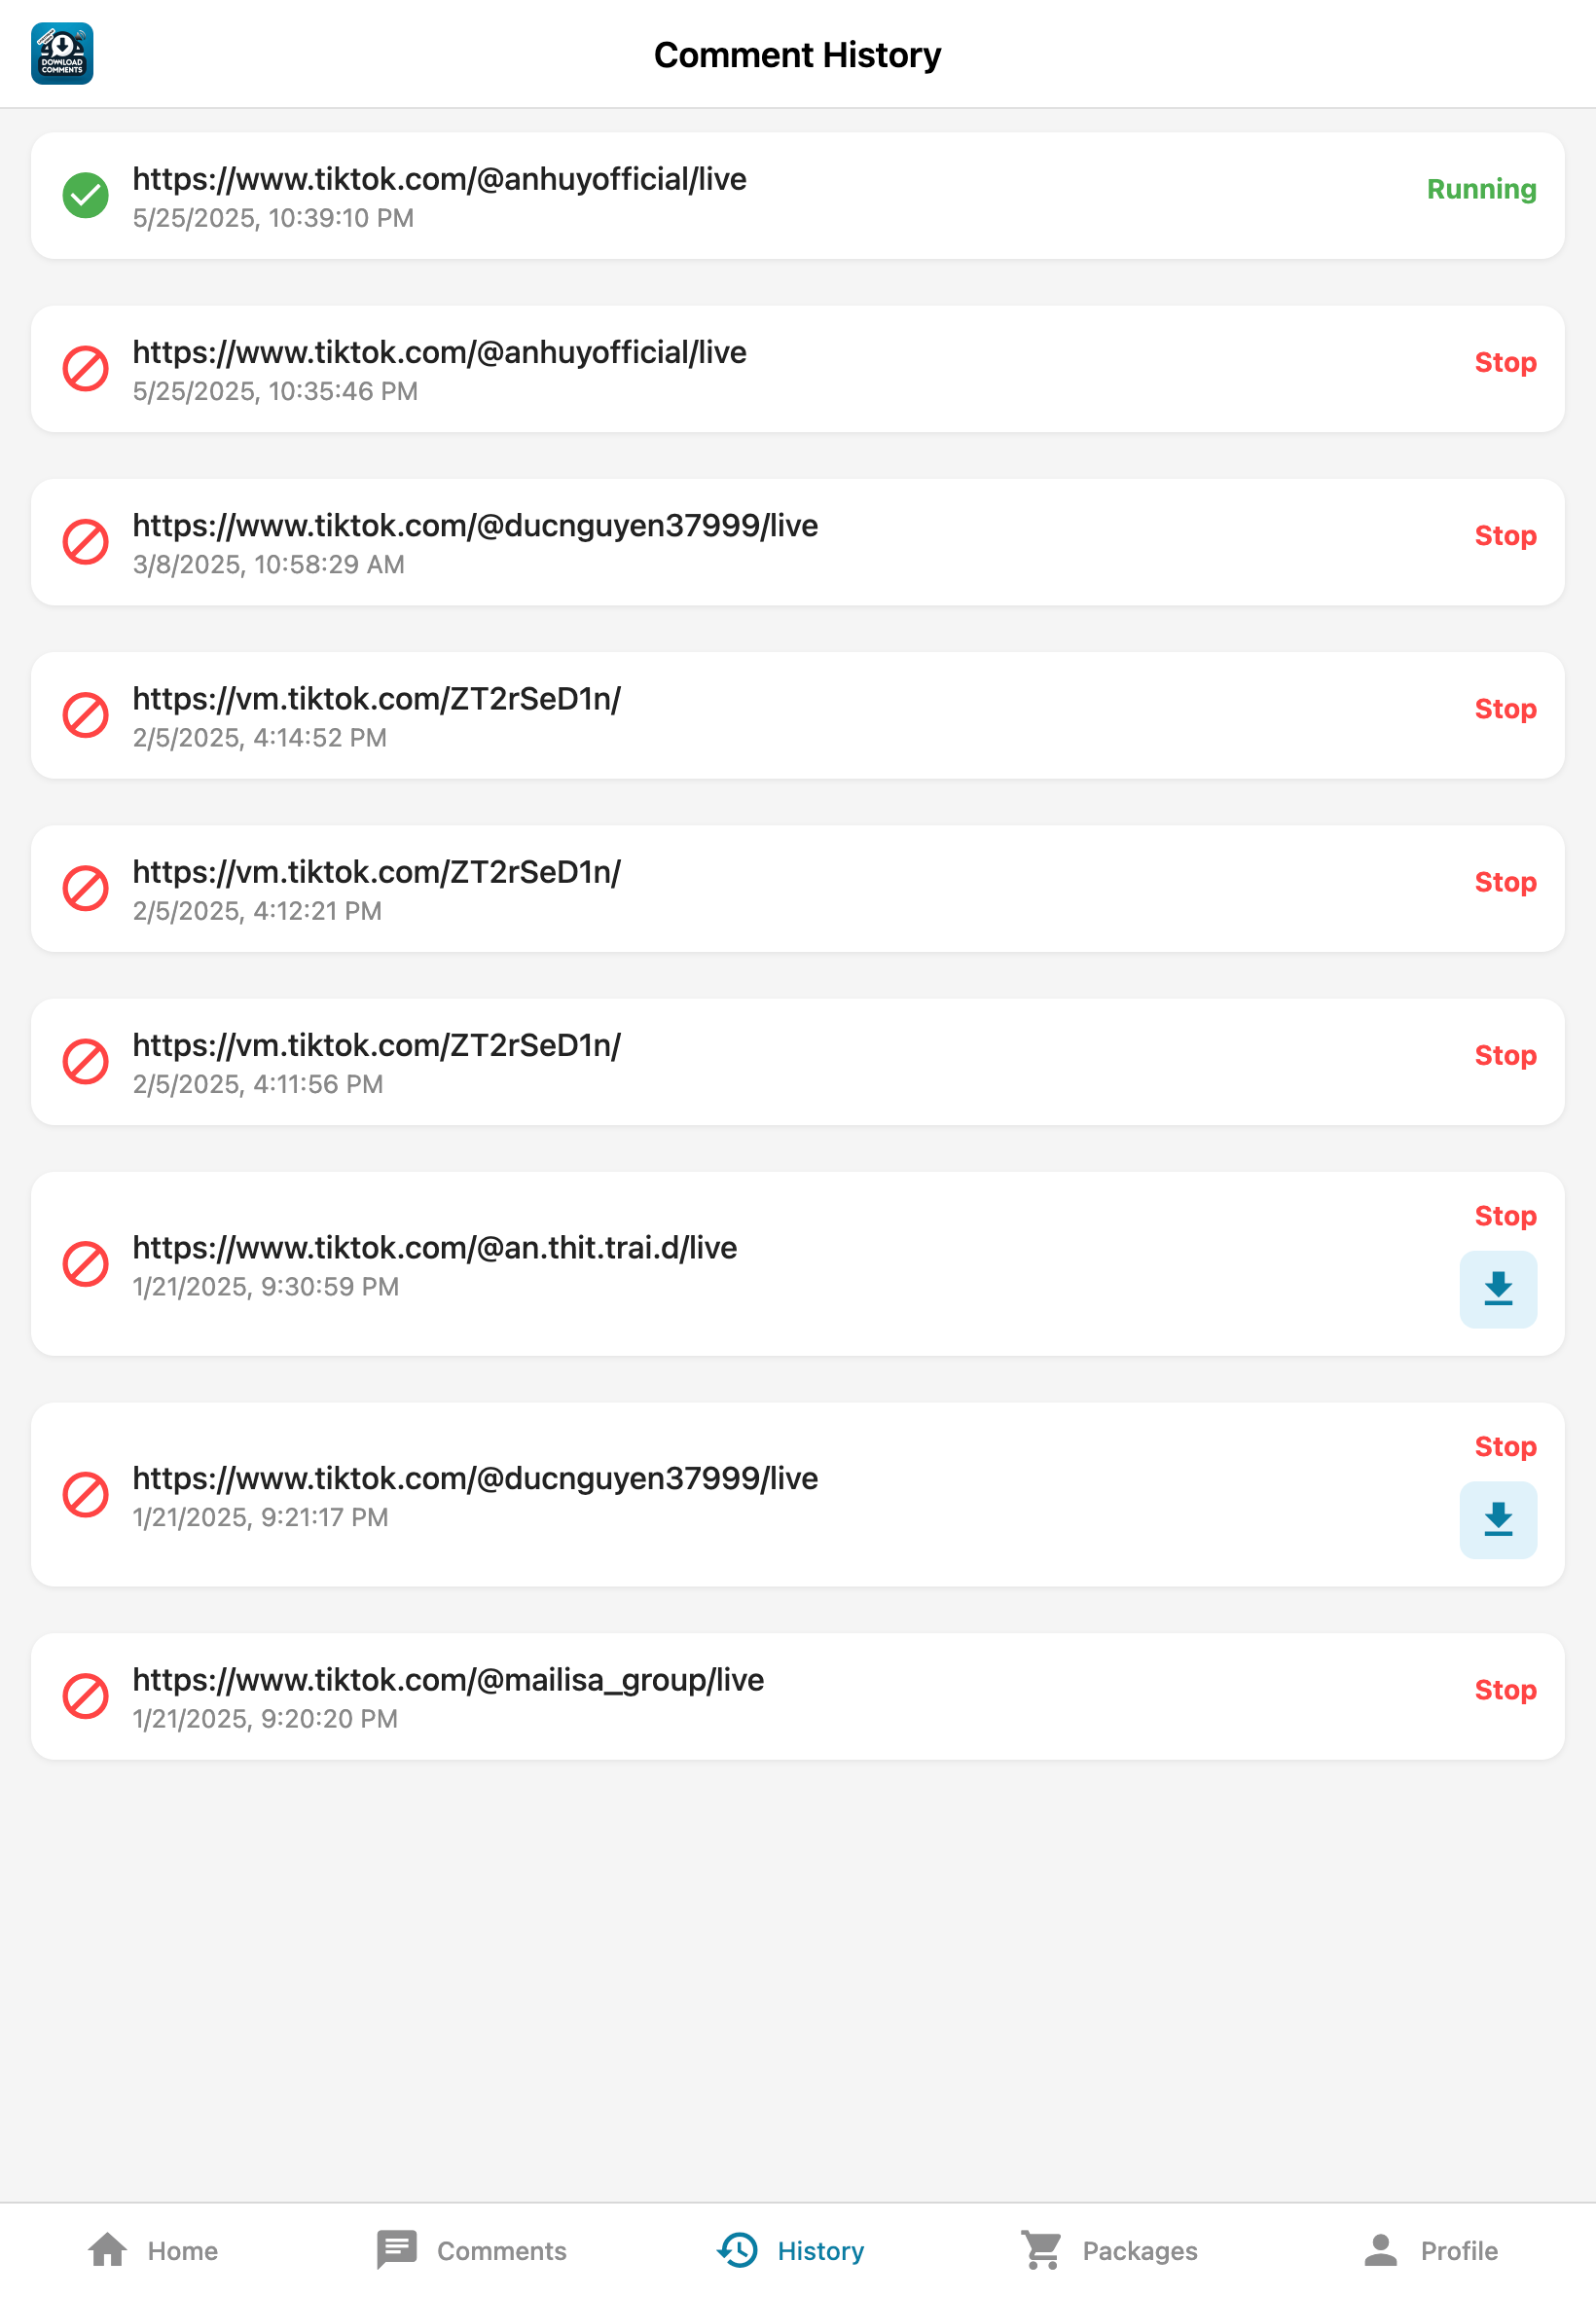 DOWNLOAD
COMMENTS
Comment History
https://www.tiktok.com/@anhuyofficial/live
5/25/2025, 10:39:10 PM
Running
https://www.tiktok.com/@anhuyofficial/live
5/25/2025, 10:35:46 PM
Stop
https://www.tiktok.com/@ducnguyen37999/live
3/8/2025, 10:58:29 AM
Stop
https://vm.tiktok.com/ZT2rSeD1n/
2/5/2025, 4:14:52 PM
Stop
https://vm.tiktok.com/ZT2rSeD1n/
2/5/2025, 4:12:21 PM
Stop
https://vm.tiktok.com/ZT2rSeD1n/
2/5/2025, 4:11:56 PM
Stop
https://www.tiktok.com/@an.thit.trai.d/live
1/21/2025, 9:30:59 PM
Stop
https://www.tiktok.com/@ducnguyen37999/live
1/21/2025, 9:21:17 PM
Stop
https://www.tiktok.com/@mailisa_group/live
1/21/2025, 9:20:20 PM
Stop
Home
Comments
History
Packages
Profile